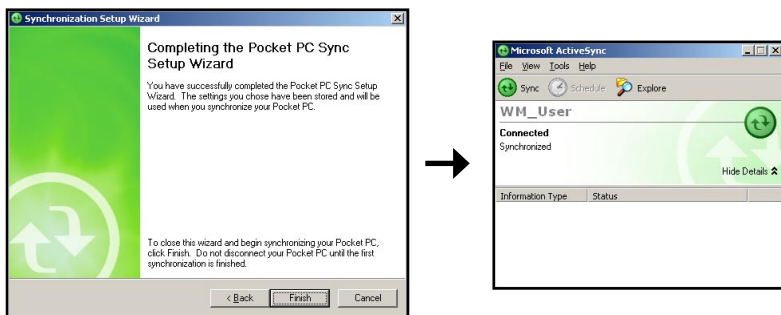 Synchronization Setup Wizard
Completing the Pocket PC Sync
Setup Wizard
You have successfully completed the Pocket PC Sync Setup
Wizard. The settings you chose have been stored and will be
used when you synchronize your Pocket PC.
To close this wizard and begin synchronizing your Pocket PC,
click Finish. Do not disconnect your Pocket PC until the first
synchronization is finished.
< Back Finish Cancel
Microsoft ActiveSync
File View Tools Help
Sync Schedule Explore
WM_User
Connected
Synchronized
Hide Details
Information Type Status